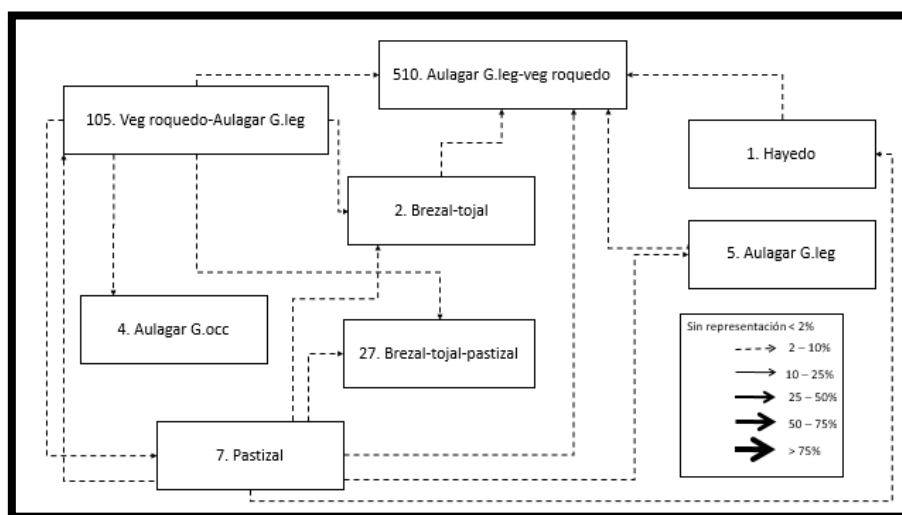 510. Aulagar G.leg-veg roquedo
105. Veg roquedo-Aulagar G.leg
1. Hayedo
2. Brezal-tojal
5. Aulagar G.leg
4. Aulagar G.occ
27. Brezal-tojal-pastizal
7. Pastizal
Sin representación < 2%
2 – 10%
10 – 25%
25 – 50%
50 – 75%
> 75%